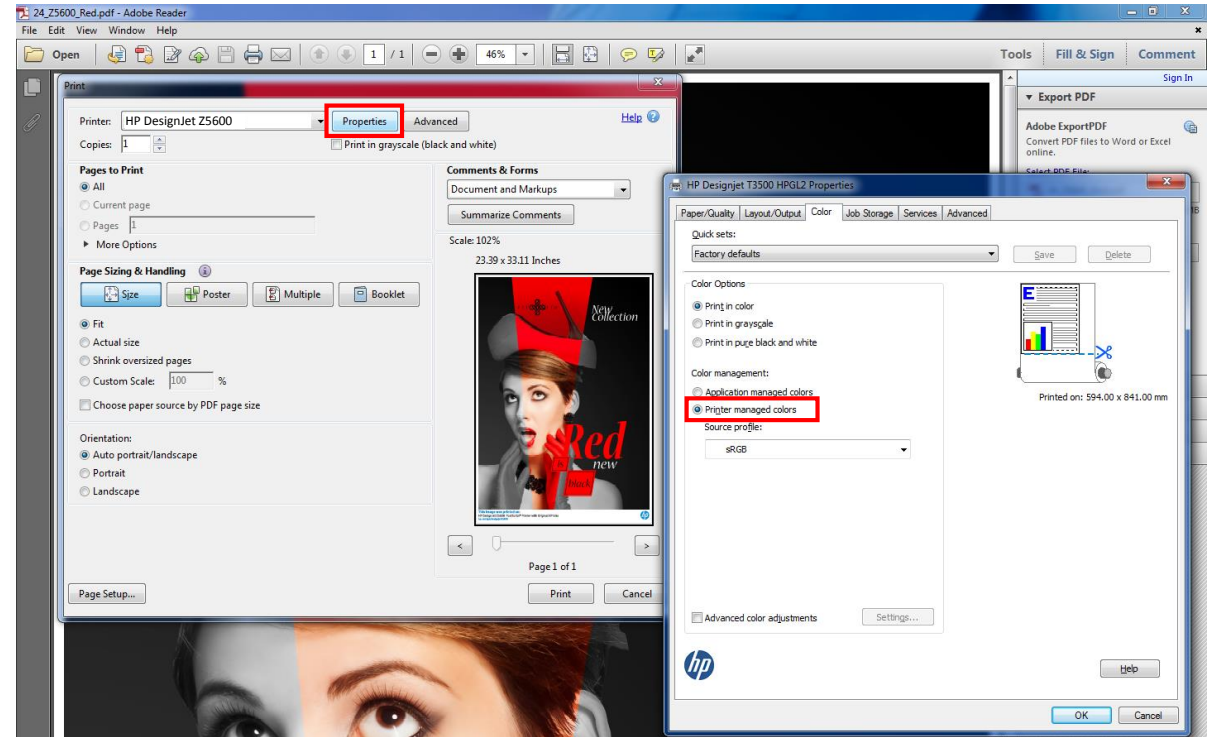 24_Z5600_Red.pdf - Adobe Reader
File Edit View Window Help
Open 1 / 1 46% Tools Fill & Sign Comment
Sign In
Export PDF
Adobe ExportPDF
Convert PDF files to Word or Excel online.
Select PDF File:
Print
Printer: HP DesignJet Z5600 Properties Advanced Help
Copies: 1 Print in grayscale (black and white)
Pages to Print
All
Current page
Pages 1
More Options
Page Sizing & Handling
Size Poster Multiple Booklet
Fit
Actual size
Shrink oversized pages
Custom Scale: 100 %
Choose paper source by PDF page size
Orientation:
Auto portrait/landscape
Portrait
Landscape
Comments & Forms
Document and Markups
Summarize Comments
Scale: 102%
23.39 x 33.11 Inches
New
Collection
Red
is
new
black
hp
< >
Page 1 of 1
Page Setup... Print Cancel
HP Designjet T3500 HPGL2 Properties
Paper/Quality Layout/Output Color Job Storage Services Advanced
Quick sets:
Factory defaults Save Delete
Color Options
Print in color
Print in grayscale
Print in pure black and white
Color management:
Application managed colors
Printer managed colors
Source profile:
sRGB
E
Printed on: 594.00 x 841.00 mm
Advanced color adjustments Settings...
hp
Help
OK Cancel